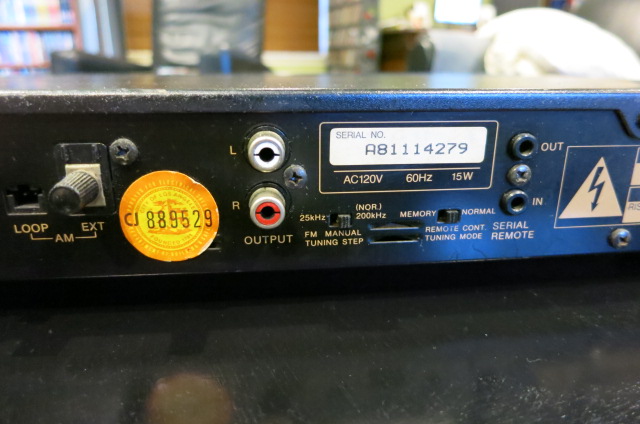 SERIAL NO.
A81114279
AC120V 60Hz 15W
L
R
OUTPUT
LOOP EXT
AM
CJ 889529
25kHz (NOR.) 200kHz
FM MANUAL TUNING STEP
MEMORY NORMAL
REMOTE CONT. TUNING MODE
OUT
IN
SERIAL REMOTE